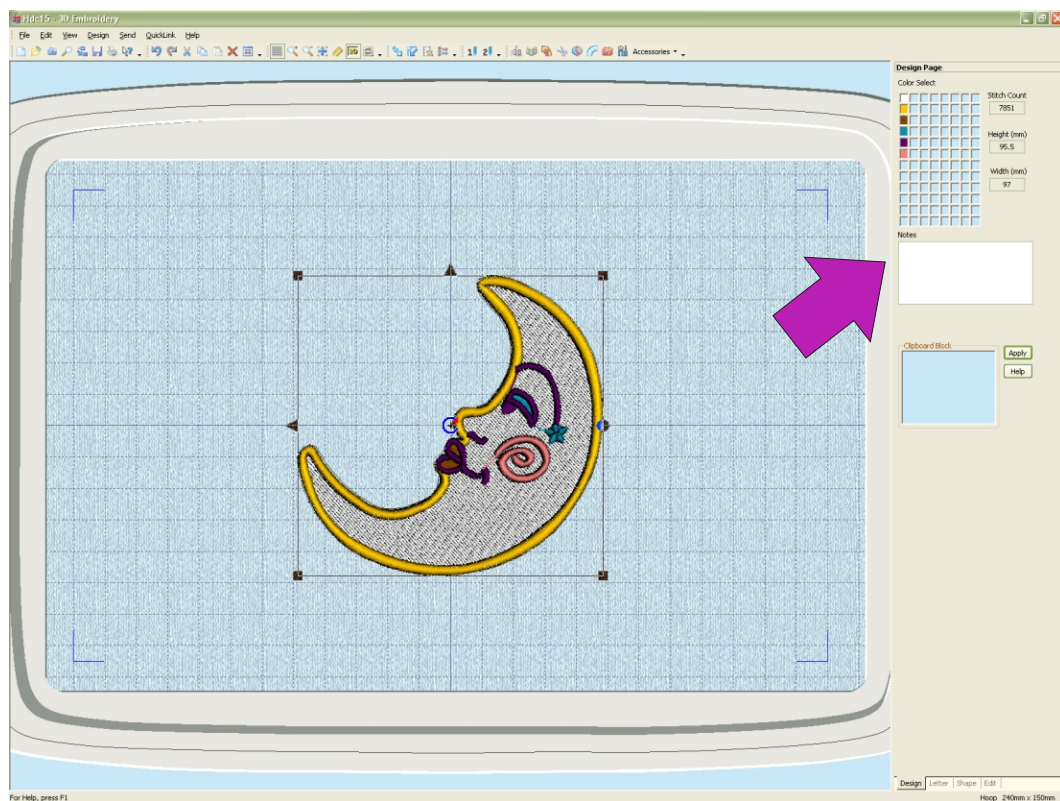 Hdc15 - 3D Embroidery
File Edit View Design Send QuickLink Help
1 2 Accessories
Design Page
Color Select
Stitch Count
7851
Height (mm)
95.5
Width (mm)
97
Notes
Clipboard Block
Apply
Help
Design Letter Shape Edit
For Help, press F1
Hoop 240mm x 150mm